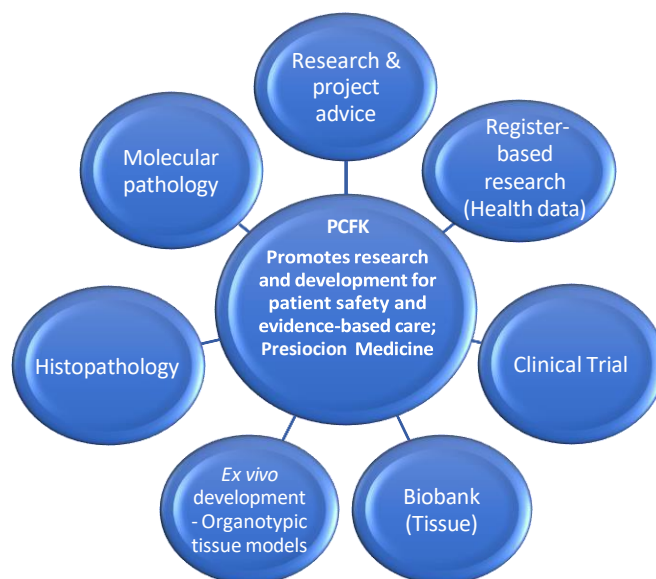 Research &
project
advice
Register-
based
research
(Health data)
Clinical Trial
Biobank
(Tissue)
Ex vivo
development
- Organotypic
tissue models
Histopathology
Molecular
pathology
PCFK
Promotes research
and development for
patient safety and
evidence-based care;
Presiocion Medicine